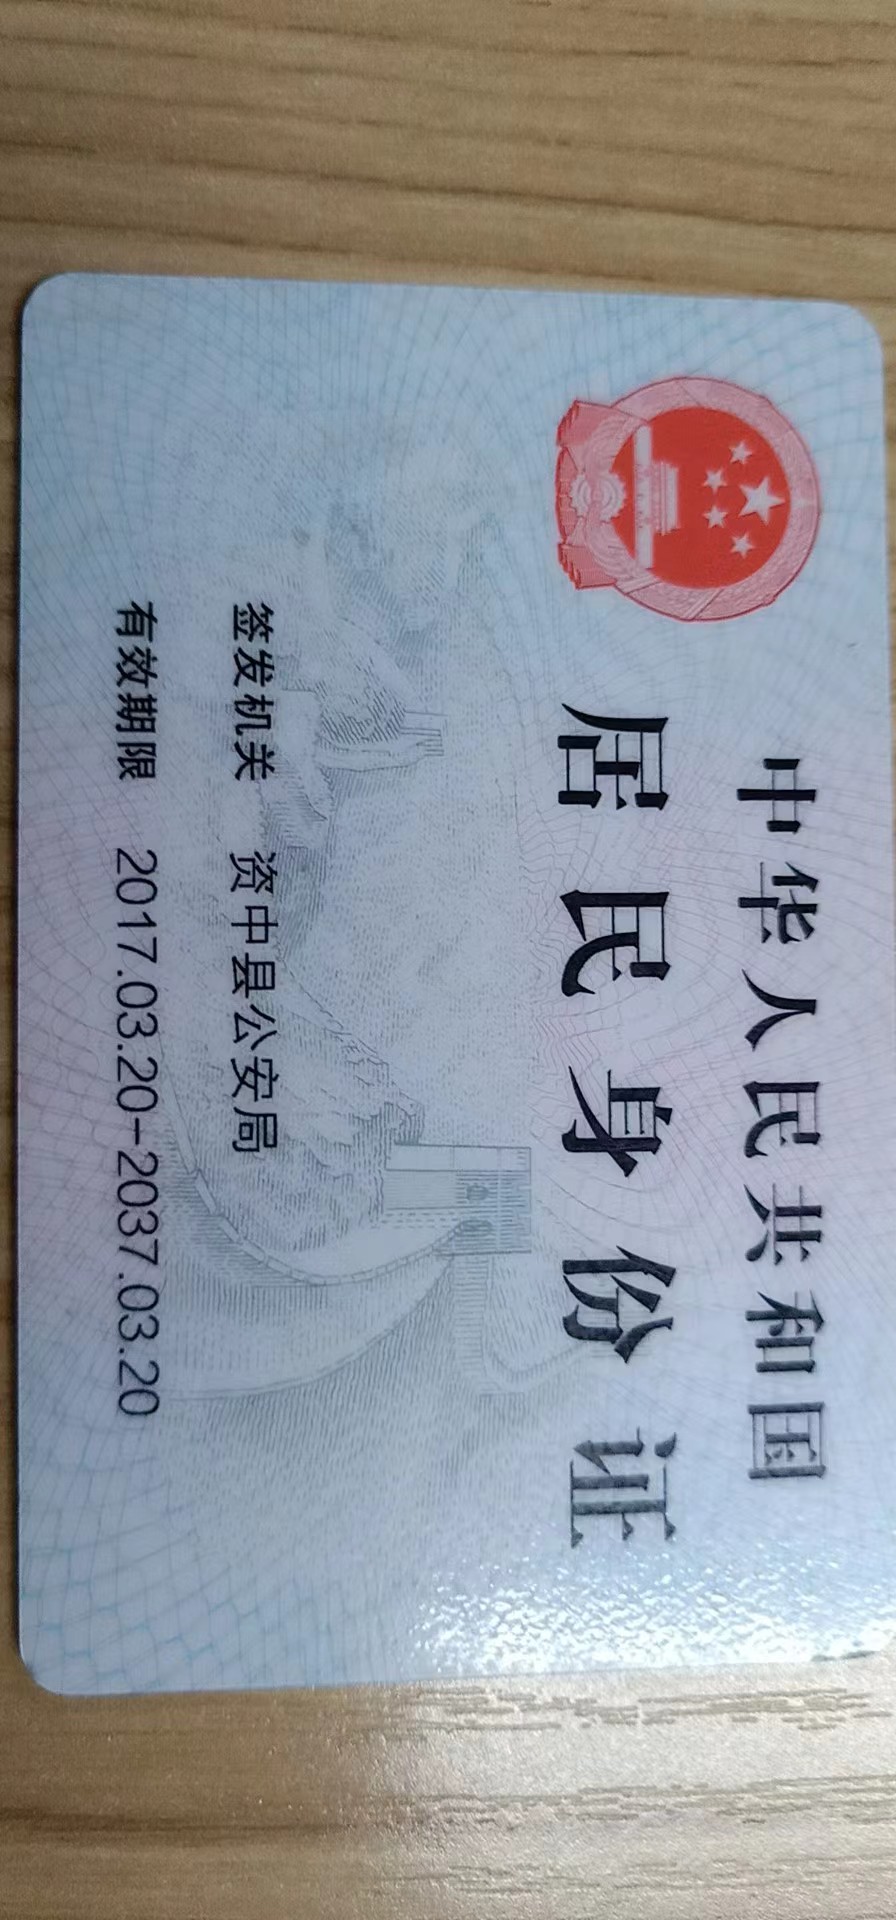 中华人民共和国
居民身份证
签发机关 资中县公安局
有效期限 2017.03.20-2037.03.20